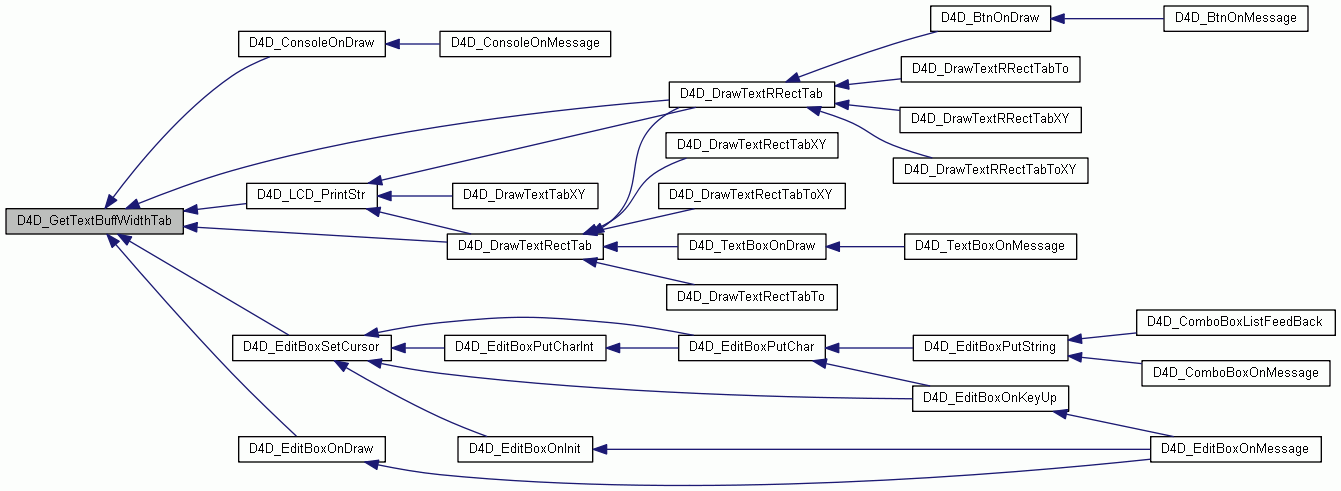 D4D_BtnOnDraw
D4D_BtnOnMessage
D4D_ConsoleOnDraw
D4D_ConsoleOnMessage
D4D_DrawTextRRectTabTo
D4D_DrawTextRRectTab
D4D_DrawTextRRectTabXY
D4D_DrawTextRectTabXY
D4D_DrawTextRRectTabToXY
D4D_LCD_PrintStr
D4D_DrawTextTabXY
D4D_DrawTextRectTabToXY
D4D_GetTextBuffWidthTab
D4D_DrawTextRectTab
D4D_TextBoxOnDraw
D4D_TextBoxOnMessage
D4D_DrawTextRectTabTo
D4D_ComboBoxListFeedBack
D4D_EditBoxSetCursor
D4D_EditBoxPutCharInt
D4D_EditBoxPutChar
D4D_EditBoxPutString
D4D_ComboBoxOnMessage
D4D_EditBoxOnKeyUp
D4D_EditBoxOnDraw
D4D_EditBoxOnInit
D4D_EditBoxOnMessage